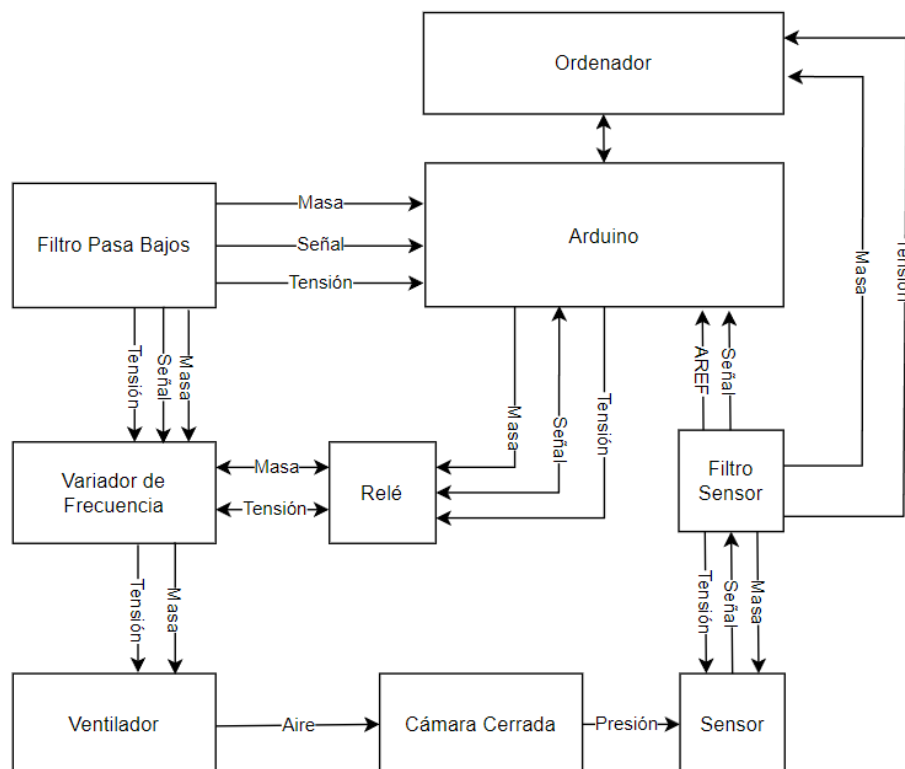 Ordenador
Masa
Señal
Tensión
Filtro Pasa Bajos
Arduino
Masa
Tensión
Tensión
Señal
Masa
AREF
Señal
Masa
Señal
Tensión
Variador de
Frecuencia
Masa
Tensión
Relé
Filtro
Sensor
Tensión
Masa
Tensión
Señal
Masa
Ventilador
Aire
Cámara Cerrada
Presión
Sensor